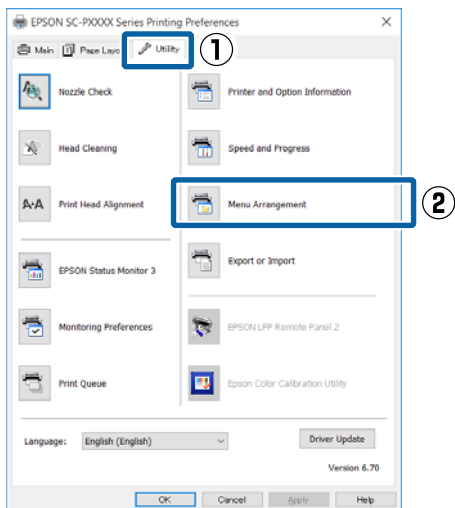 EPSON SC-PXXXX Series Printing Preferences
Main Page Layo Utility
①
Nozzle Check
Printer and Option Information
Head Cleaning
Speed and Progress
Print Head Alignment
Menu Arrangement
②
EPSON Status Monitor 3
Export or Import
Monitoring Preferences
EPSON LFP Remote Panel 2
Print Queue
Epson Color Calibration Utility
Language: English (English)
Driver Update
Version 6.70
OK Cancel Apply Help